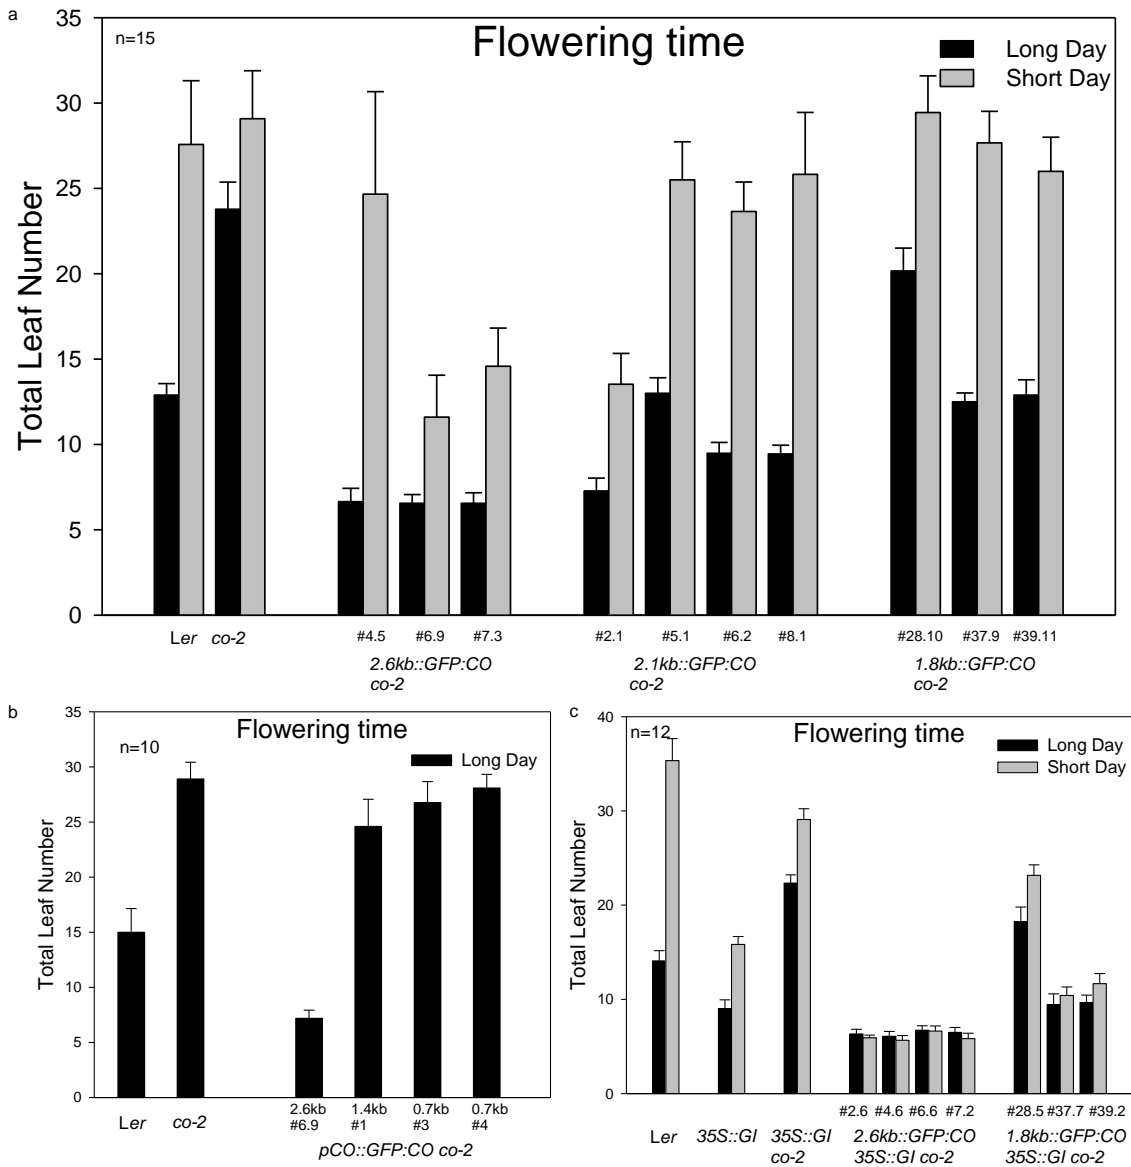 a
n=15
Flowering time
Long Day
Short Day
Total Leaf Number
35
30
25
20
15
10
5
0
Ler co-2
#4.5 #6.9 #7.3
#2.1 #5.1 #6.2 #8.1
#28.10 #37.9 #39.11
2.6kb::GFP:CO
co-2
2.1kb::GFP:CO
co-2
1.8kb::GFP:CO
co-2
b
n=10
Flowering time
Long Day
Total Leaf Number
35
30
25
20
15
10
5
0
Ler co-2
2.6kb 1.4kb 0.7kb 0.7kb
#6.9 #1 #3 #4
pCO::GFP:CO co-2
c
n=12
Flowering time
Long Day
Short Day
Total Leaf Number
40
30
20
10
0
Ler
35S::GI
35S::GI
co-2
#2.6 #4.6 #6.6 #7.2
2.6kb::GFP:CO
35S::GI co-2
#28.5 #37.7 #39.2
1.8kb::GFP:CO
35S::GI co-2